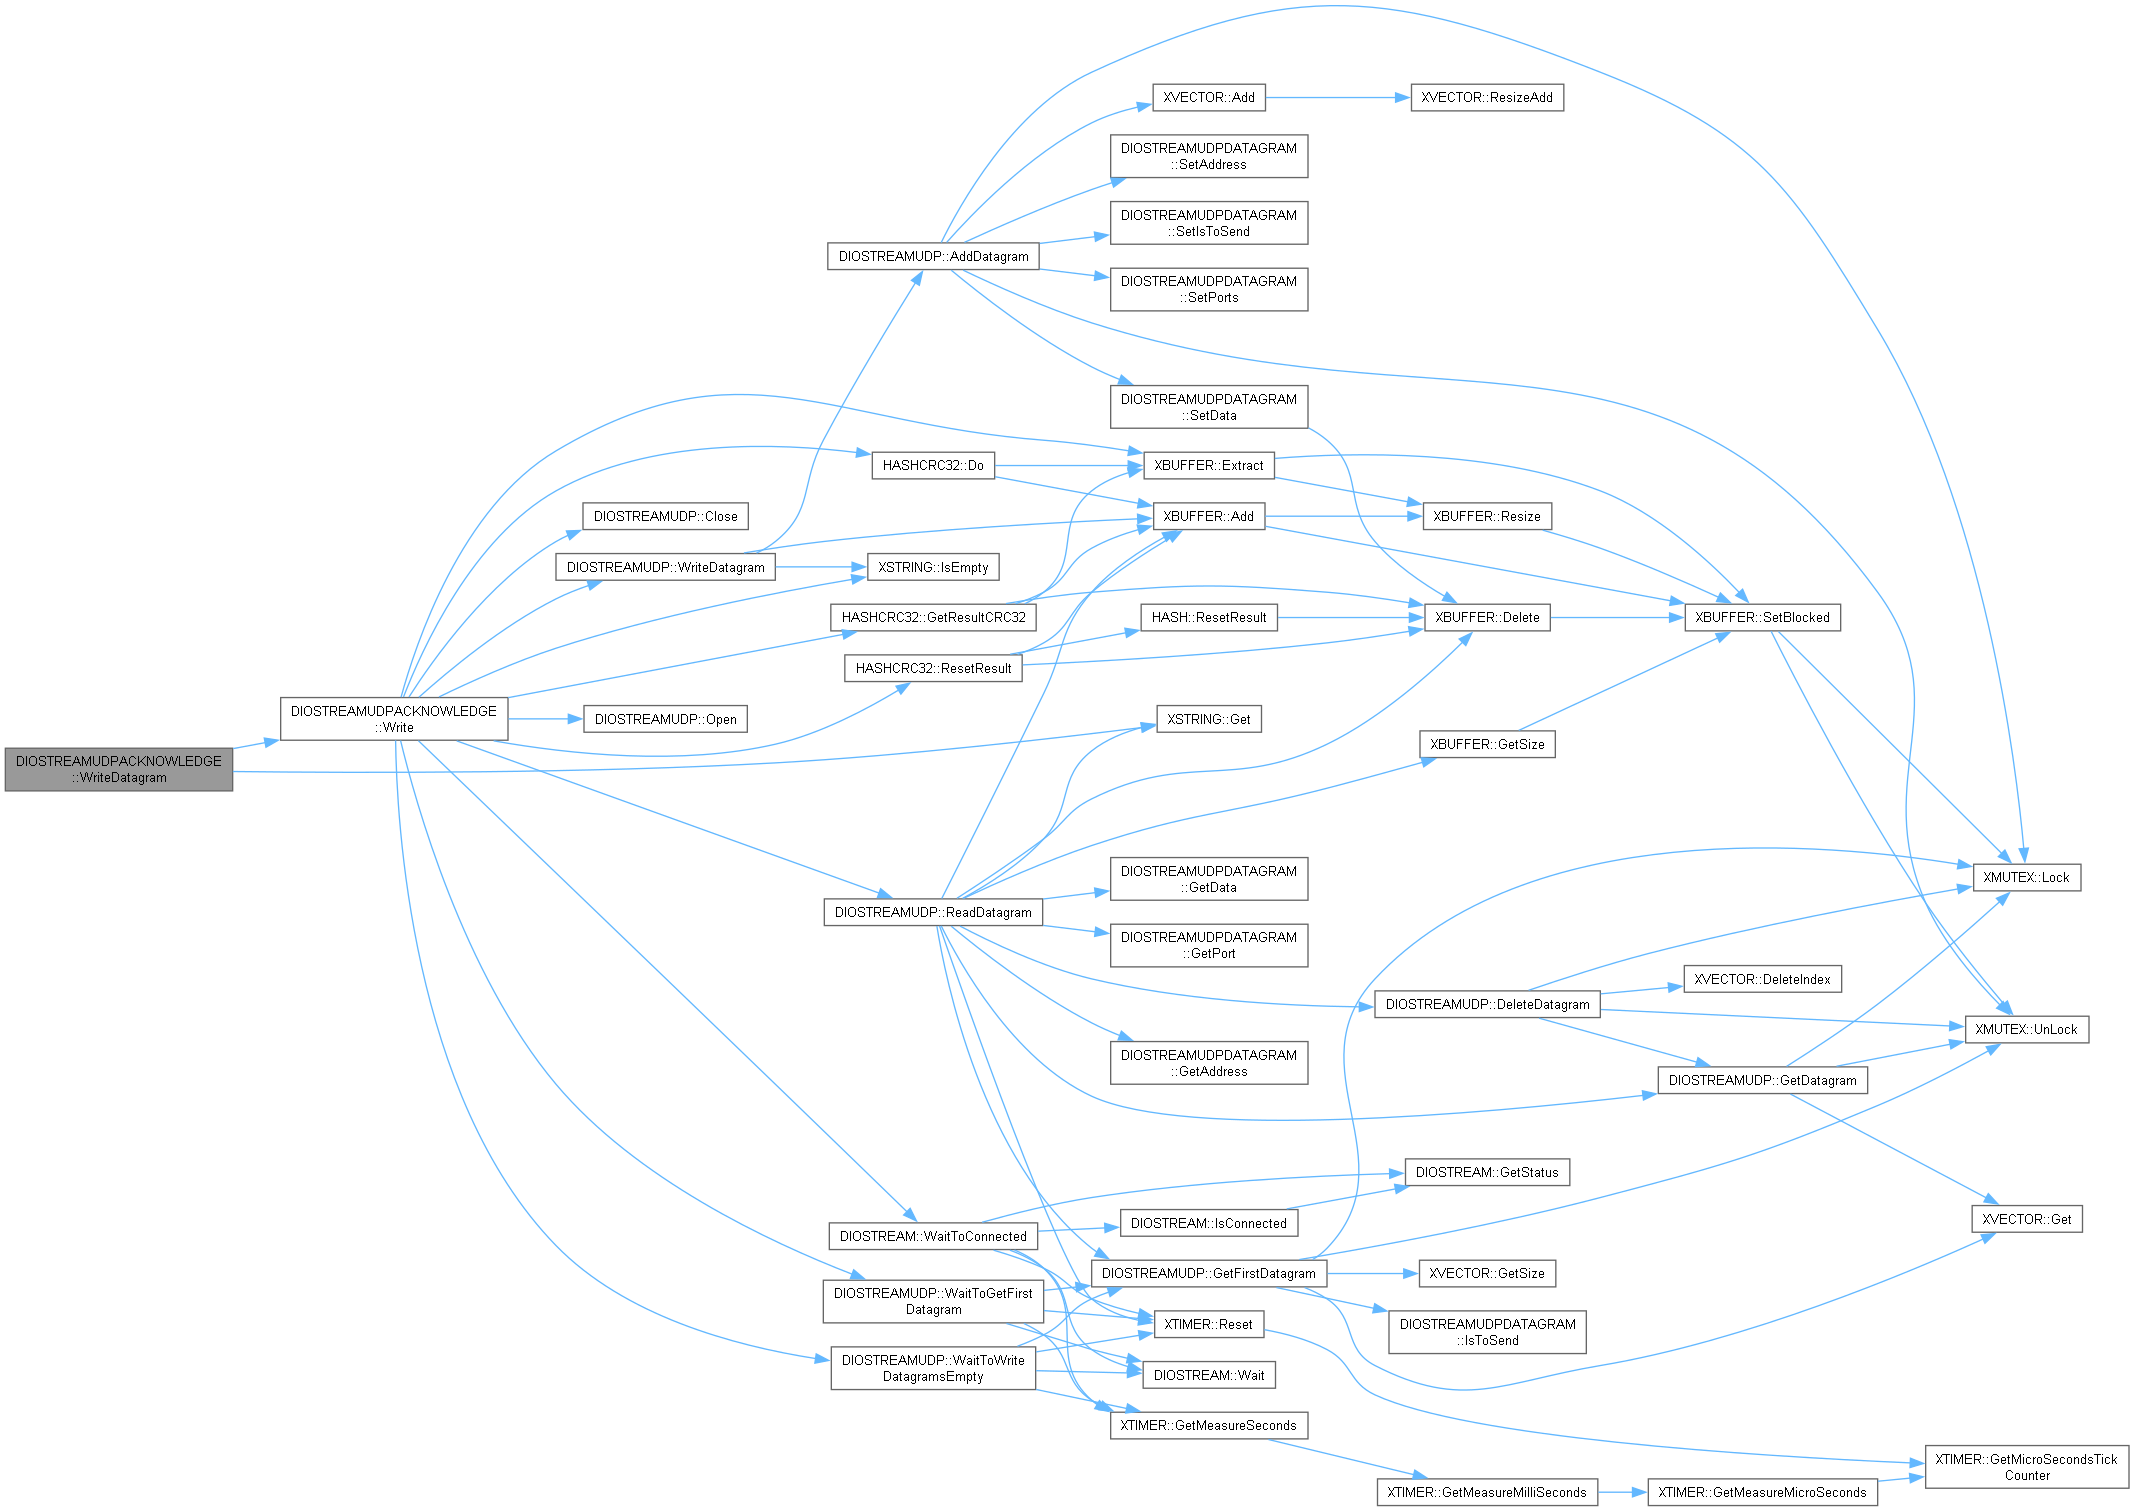 XVECTOR::Add
XVECTOR::ResizeAdd
DIOSTREAMUDPDATAGRAM
::SetAddress
DIOSTREAMUDPDATAGRAM
::SetIsToSend
DIOSTREAMUDP::AddDatagram
DIOSTREAMUDPDATAGRAM
::SetPorts
DIOSTREAMUDPDATAGRAM
::SetData
HASHCRC32::Do
XBUFFER::Extract
DIOSTREAMUDP::Close
XBUFFER::Add
XBUFFER::Resize
DIOSTREAMUDP::WriteDatagram
XSTRING::IsEmpty
HASHCRC32::GetResultCRC32
HASH::ResetResult
XBUFFER::Delete
XBUFFER::SetBlocked
HASHCRC32::ResetResult
DIOSTREAMUDPACKNOWLEDGE
::Write
DIOSTREAMUDP::Open
XSTRING::Get
XBUFFER::GetSize
DIOSTREAMUDPACKNOWLEDGE
::WriteDatagram
DIOSTREAMUDPDATAGRAM
::GetData
XMUTEX::Lock
DIOSTREAMUDP::ReadDatagram
DIOSTREAMUDPDATAGRAM
::GetPort
XVECTOR::DeleteIndex
DIOSTREAMUDP::DeleteDatagram
XMUTEX::UnLock
DIOSTREAMUDPDATAGRAM
::GetAddress
DIOSTREAMUDP::GetDatagram
DIOSTREAM::GetStatus
DIOSTREAM::IsConnected
XVECTOR::Get
DIOSTREAM::WaitToConnected
DIOSTREAMUDP::GetFirstDatagram
XVECTOR::GetSize
DIOSTREAMUDP::WaitToGetFirst
Datagram
XTIMER::Reset
DIOSTREAMUDPDATAGRAM
::IsToSend
DIOSTREAMUDP::WaitToWrite
DatagramsEmpty
DIOSTREAM::Wait
XTIMER::GetMeasureSeconds
XTIMER::GetMicroSecondsTick
Counter
XTIMER::GetMeasureMilliSeconds
XTIMER::GetMeasureMicroSeconds